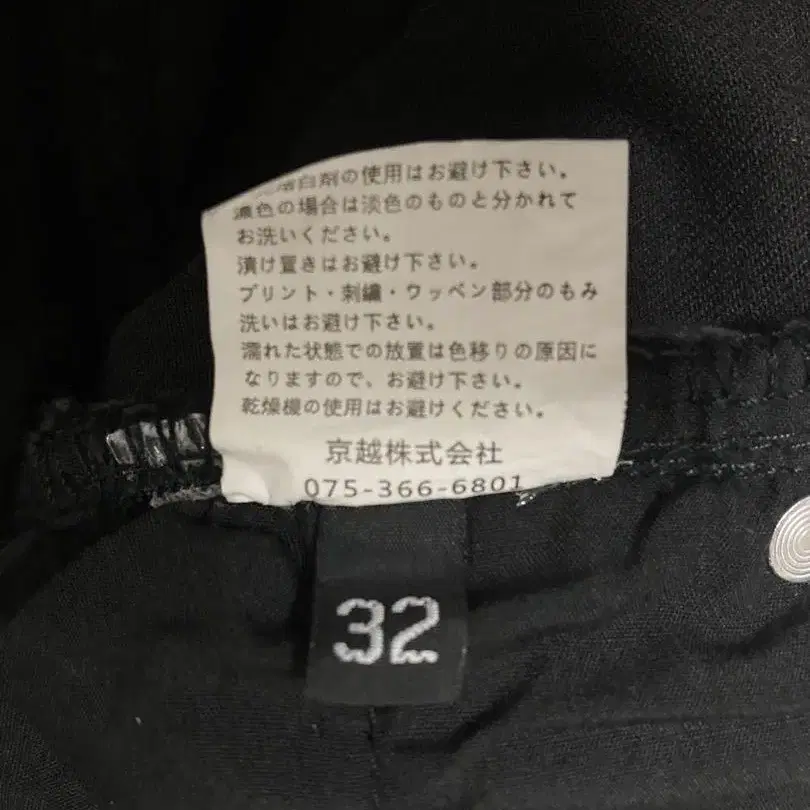 白剤の使用はお避け下さい。
濃色の場合は淡色のものと分かれて
お洗いください。
漬け置きはお避け下さい。
プリント・刺繍・ワッペン部分のもみ
洗いはお避け下さい。
濡れた状態での放置は色移りの原因に
なりますので、お避け下さい。
乾燥機の使用はお避けください。
京越株式会社
075-366-6801
32